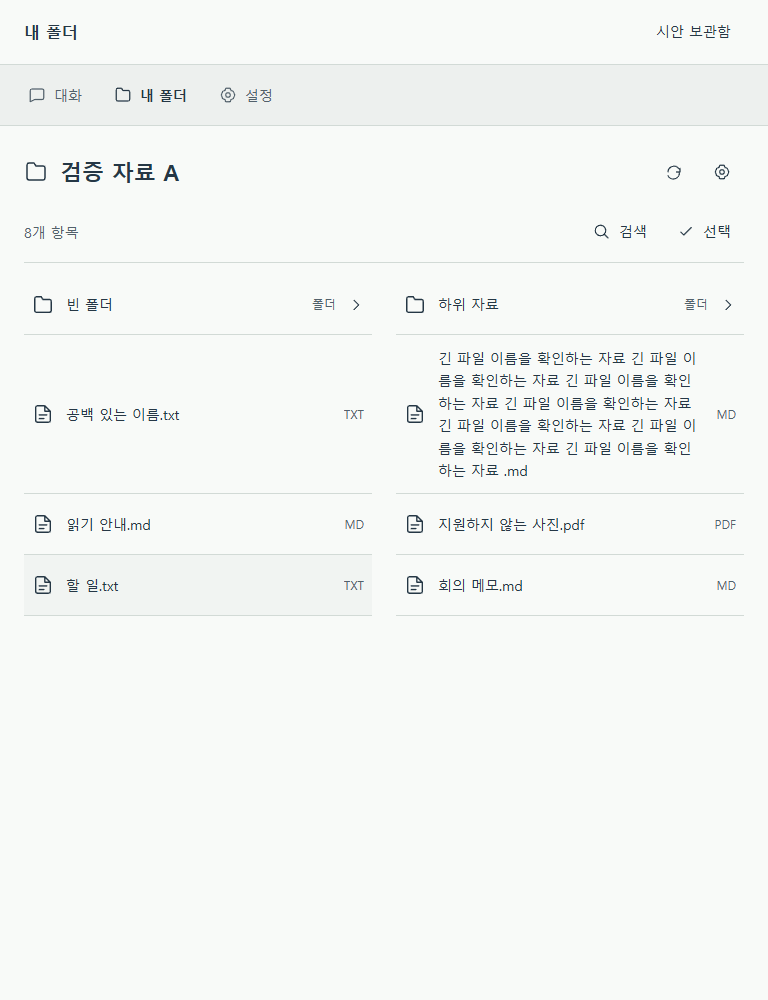 내 폴더
시안 보관함
대화
내 폴더
설정
검증 자료 A
8개 항목
검색
선택
빈 폴더
폴더
하위 자료
폴더
공백 있는 이름.txt
TXT
긴 파일 이름을 확인하는 자료 긴 파일 이
름을 확인하는 자료 긴 파일 이름을 확인
하는 자료 긴 파일 이름을 확인하는 자료
긴 파일 이름을 확인하는 자료 긴 파일 이
름을 확인하는 자료 긴 파일 이름을 확인
하는 자료 .md
MD
읽기 안내.md
MD
지원하지 않는 사진.pdf
PDF
할 일.txt
TXT
회의 메모.md
MD